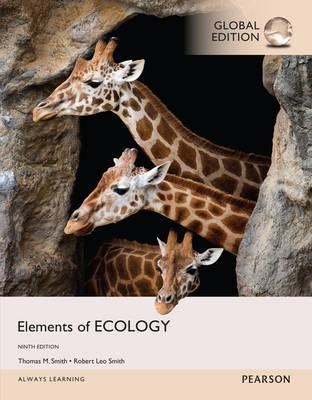 GLOBAL
EDITION
Elements of ECOLOGY
NINTH EDITION
Thomas M. Smith • Robert Leo Smith
ALWAYS LEARNING
PEARSON